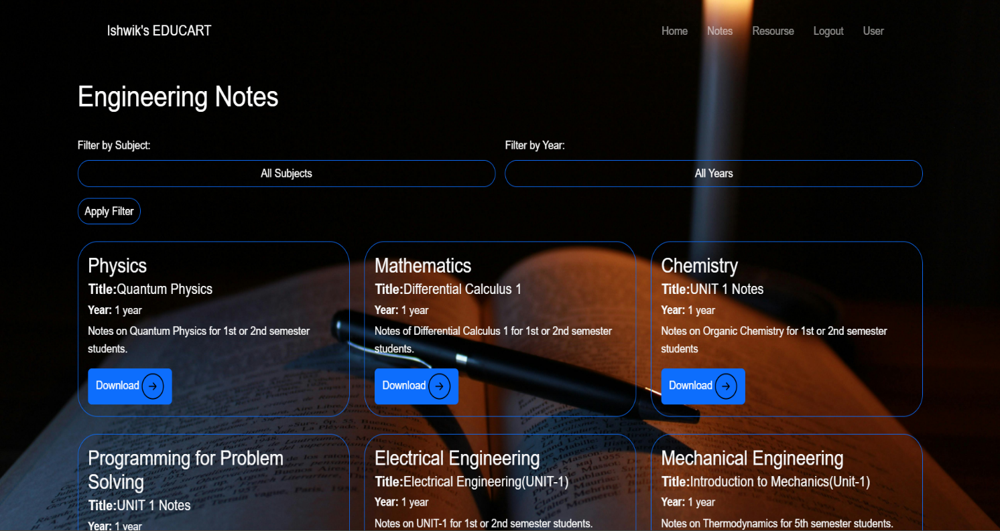 Ishwik's EDUCART
Home Notes Resourse Logout User
Engineering Notes
Filter by Subject: Filter by Year:
All Subjects All Years
Apply Filter
Physics
Title:Quantum Physics
Year: 1 year
Notes on Quantum Physics for 1st or 2nd semester
students.
Download
Mathematics
Title:Differential Calculus 1
Year: 1 year
Notes of Differential Calculus 1 for 1st or 2nd semester
students.
Download
Chemistry
Title:UNIT 1 Notes
Year: 1 year
Notes on Organic Chemistry for 1st or 2nd semester
students
Download
Programming for Problem
Solving
Title:UNIT 1 Notes
Year: 1 year
Electrical Engineering
Title:Electrical Engineering(UNIT-1)
Year: 1 year
Notes on UNIT-1 for 1st or 2nd semester students.
Mechanical Engineering
Title:Introduction to Mechanics(Unit-1)
Year: 1 year
Notes on Thermodynamics for 5th semester students.